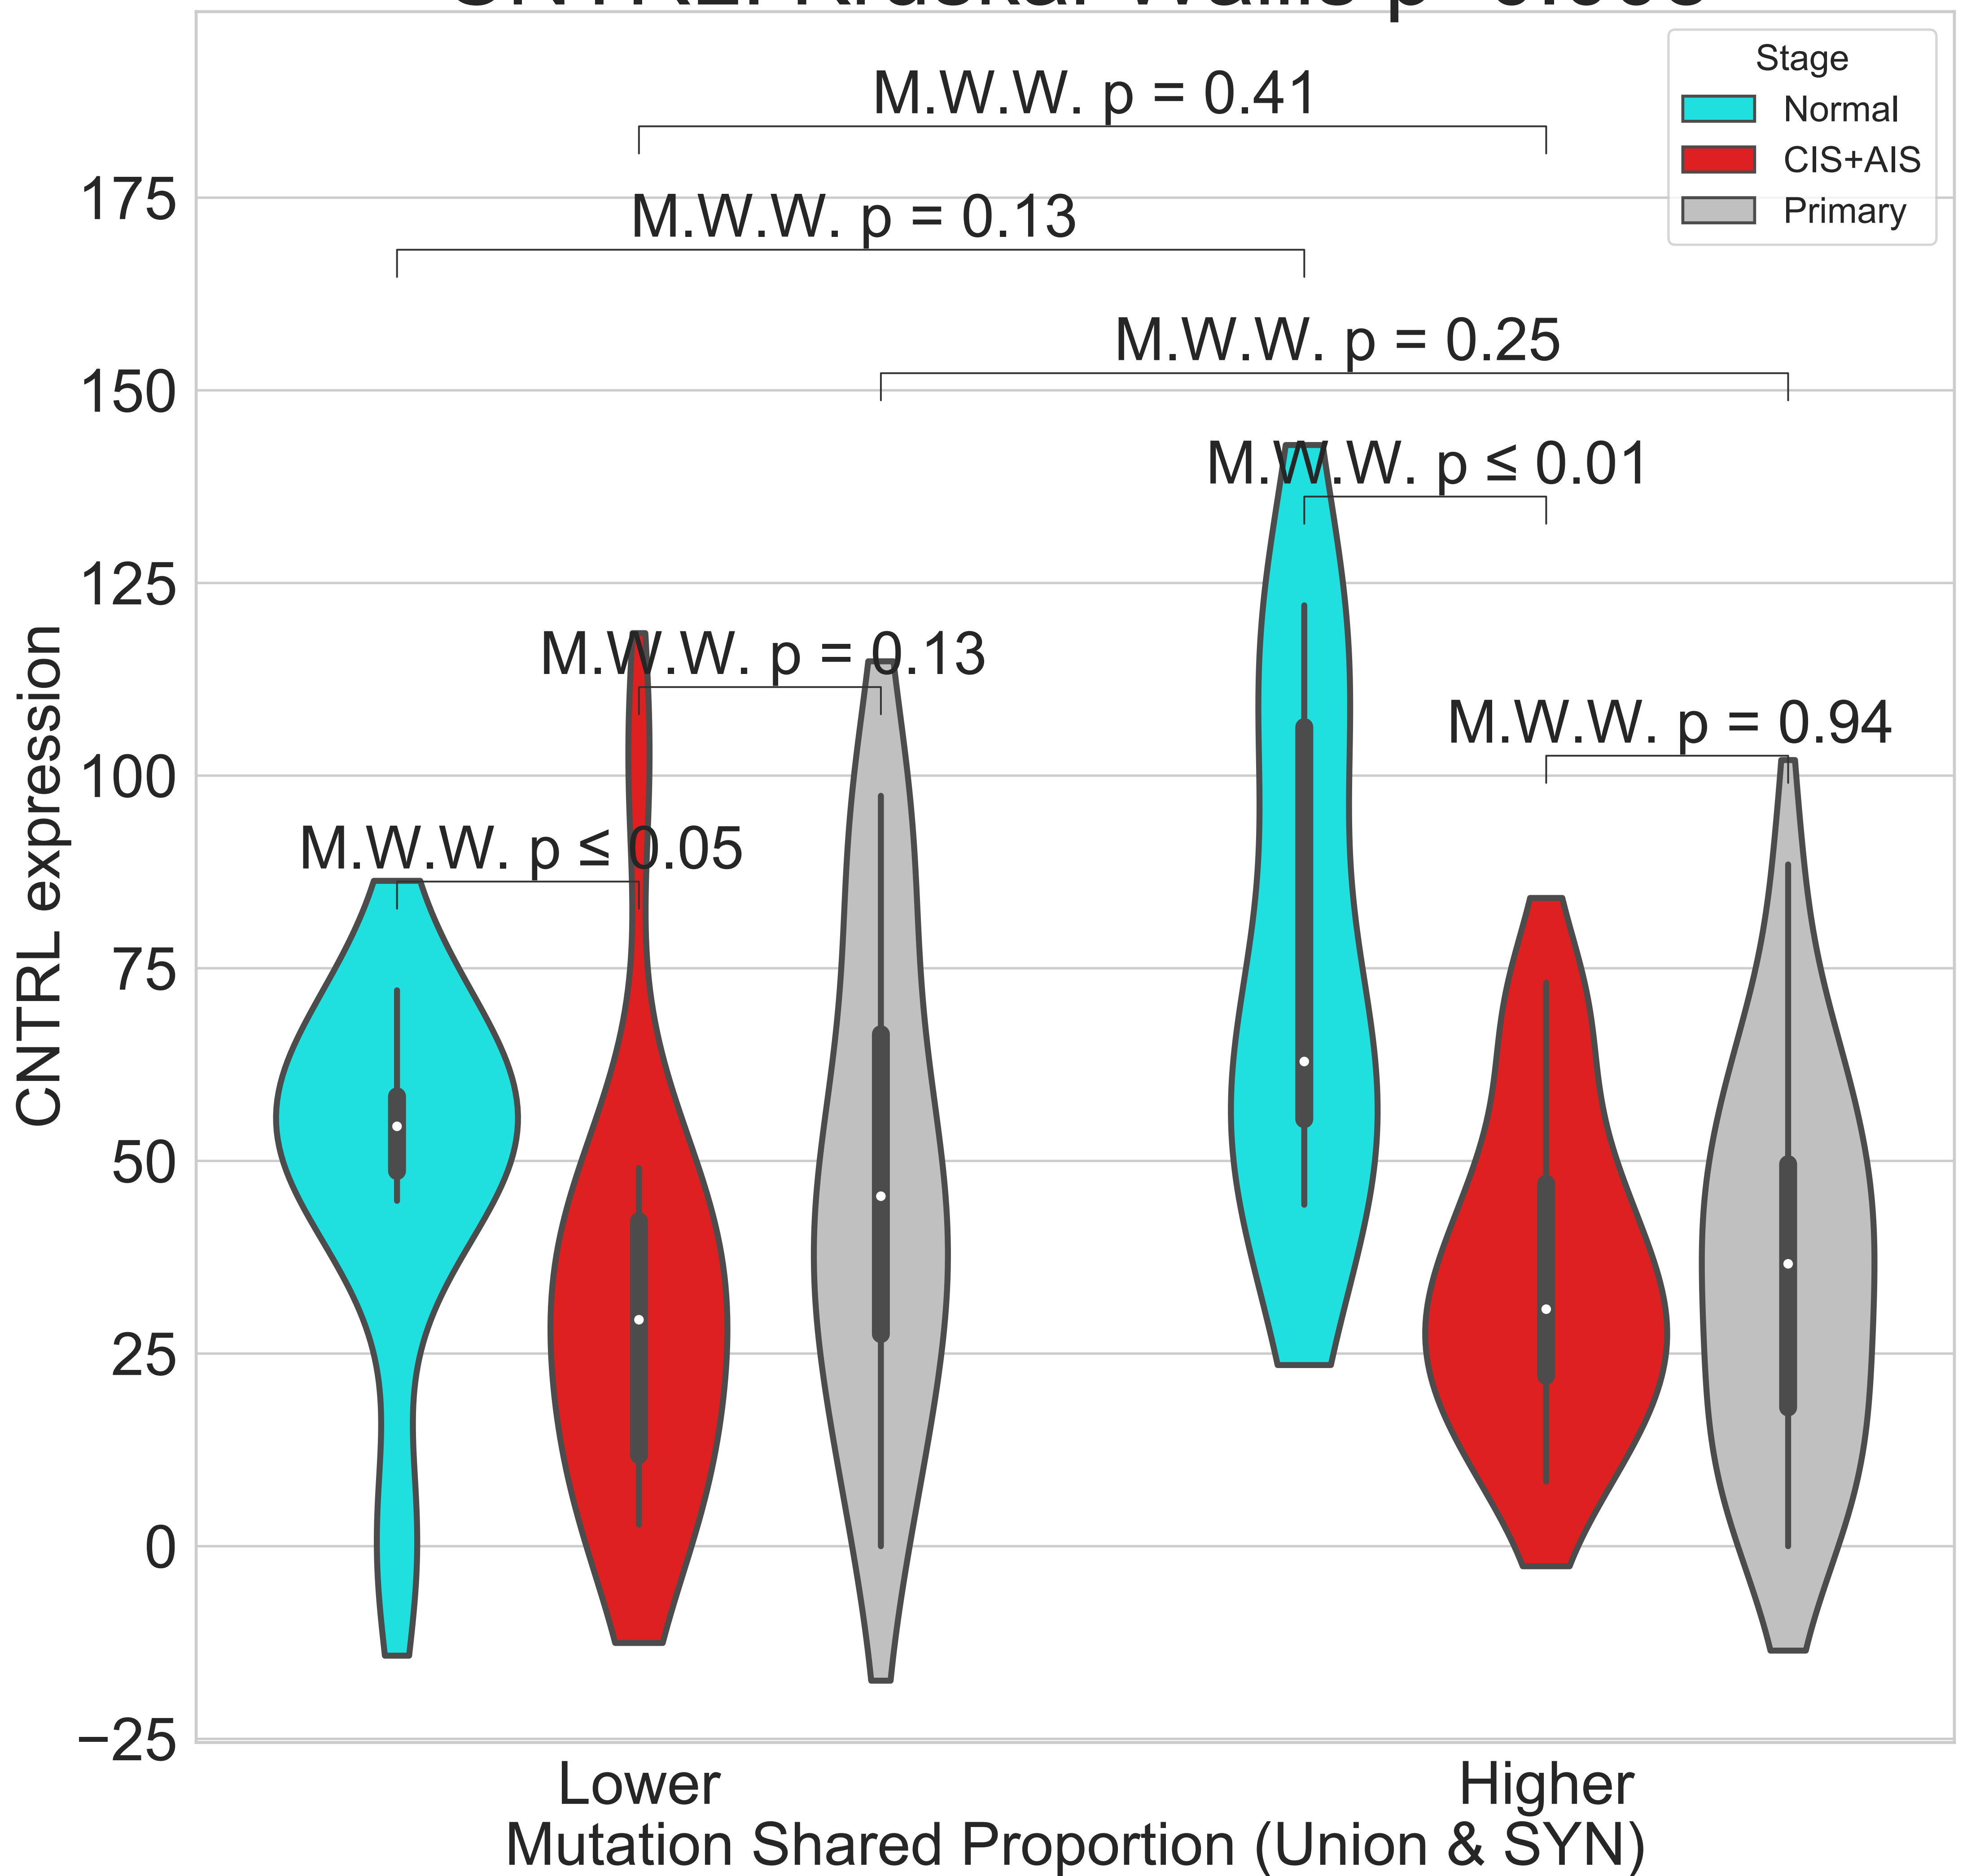 Stage
Normal
CIS+AIS
Primary
M.W.W. p = 0.41
M.W.W. p = 0.13
M.W.W. p = 0.25
M.W.W. p ≤ 0.01
M.W.W. p = 0.13
M.W.W. p = 0.94
M.W.W. p ≤ 0.05
175
150
125
100
75
50
25
0
−25
CNTRL expression
Lower
Higher
Mutation Shared Proportion (Union & SYN)